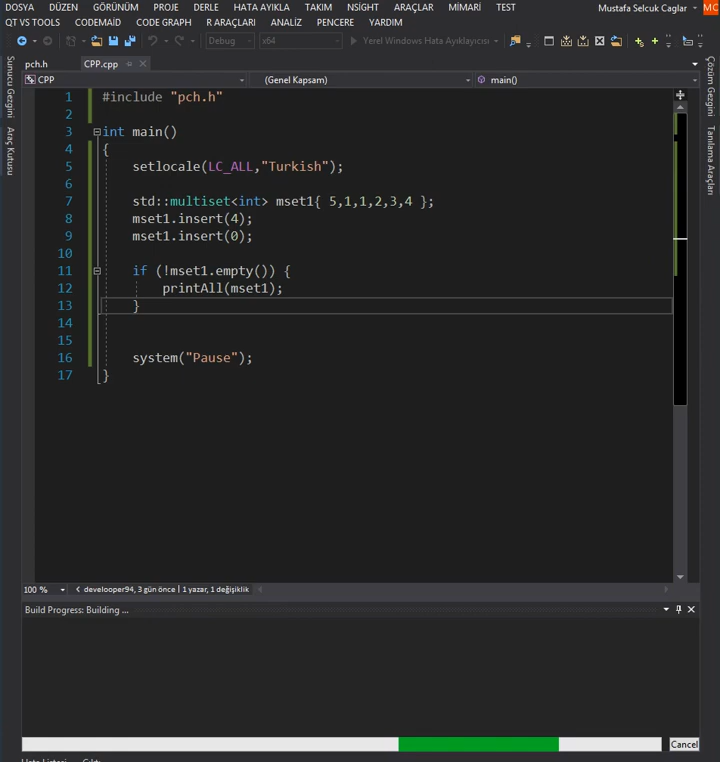 DOSYA DÜZEN GÖRÜNÜM PROJE DERLE HATA AYIKLA TAKIM NSİGHT ARAÇLAR MİMARİ TEST Mustafa Selcuk Caglar MC
QT VS TOOLS CODEMAID CODE GRAPH R ARAÇLARI ANALİZ PENCERE YARDIM
Debug x64 Yerel Windows Hata Ayıklayıcısı
pch.h CPP.cpp
CPP (Genel Kapsam) main()
Sunucu Gezgini
Araç Kutusu
Çözüm Gezgini
Tanılama Araçları
1 #include "pch.h"
2
3 int main()
4 {
5 setlocale(LC_ALL,"Turkish");
6
7 std::multiset<int> mset1{ 5,1,1,2,3,4 };
8 mset1.insert(4);
9 mset1.insert(0);
10
11 if (!mset1.empty()) {
12 printAll(mset1);
13 }
14
15
16 system("Pause");
17 }
100 % develooper94, 3 gün önce | 1 yazar, 1 değişiklik
Build Progress: Building ...
Cancel